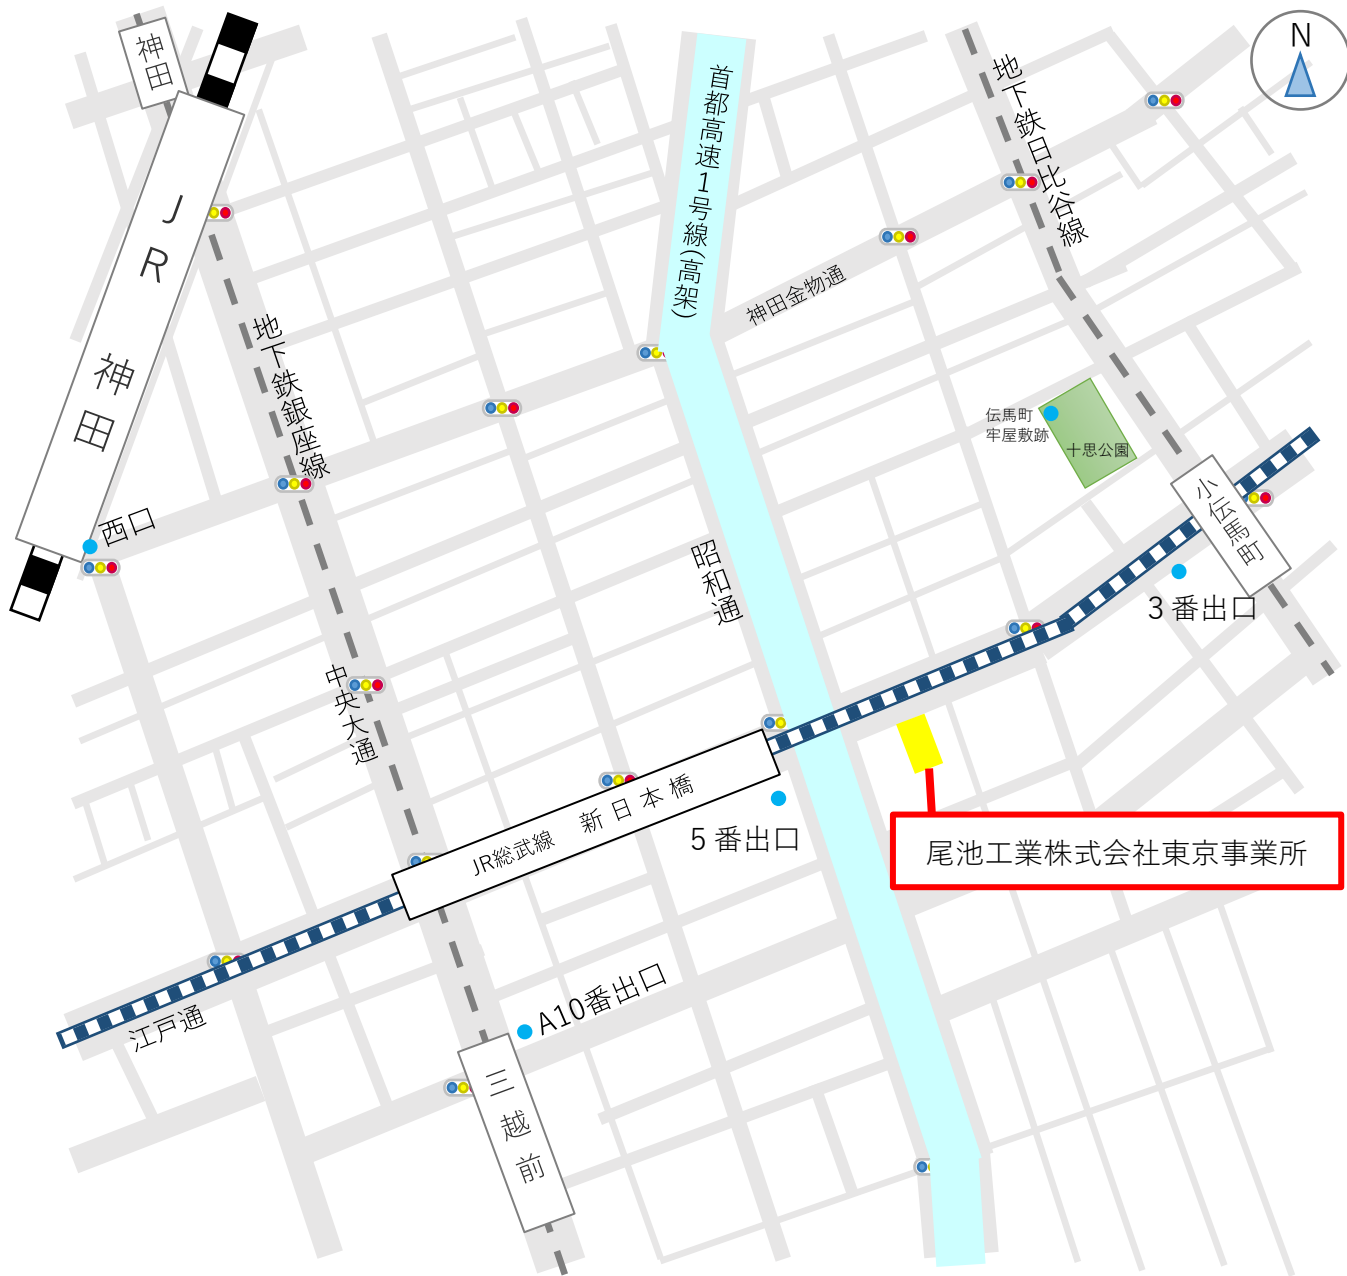 神田
N
首都高速1号線(高架)
地下鉄日比谷線
JR 神田
神田金物通
地下鉄銀座線
伝馬町
牢屋敷跡
十思公園
小伝馬町
西口
昭和通
3番出口
中央大通
JR総武線 新日本橋
5番出口
尾池工業株式会社東京事業所
A10番出口
江戸通
三越前